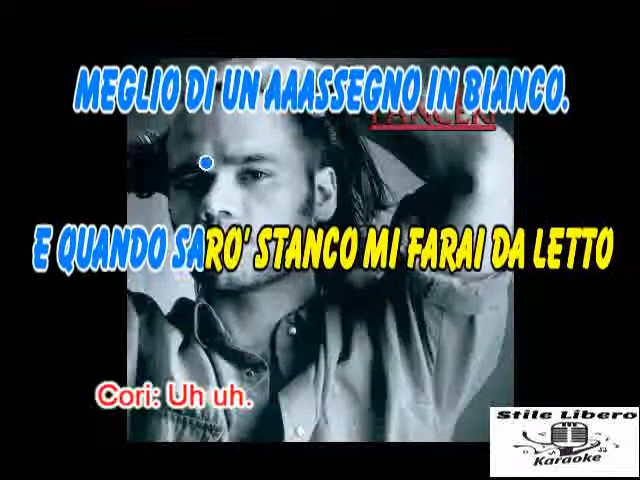 MEGLIO DI UN AAASSEGNO IN BIANCO.
E QUANDO SARO' STANCO MI FARAI DA LETTO
Cori: Uh uh.
Stile Libero
Karaoke